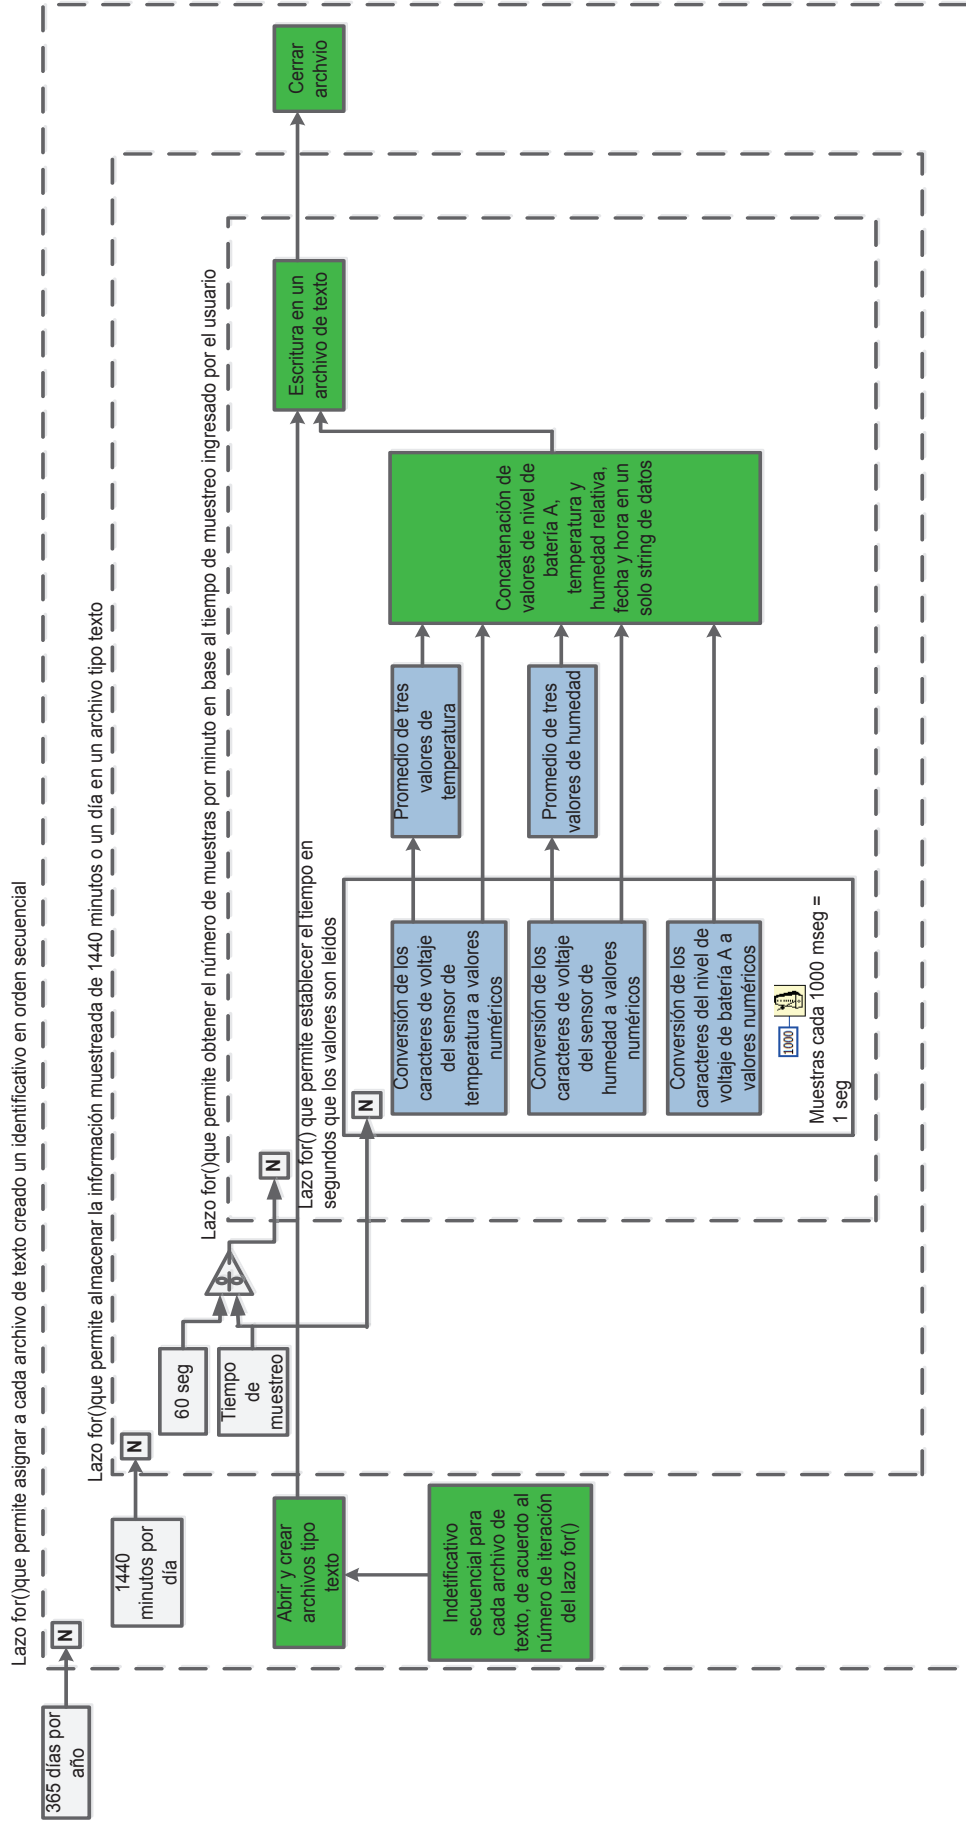 Lazo for()que permite asignar a cada archivo de texto creado un identificativo en orden secuencial
365 días por
año
N
Lazo for()que permite almacenar la información muestreada de 1440 minutos o un día en un archivo tipo texto
1440
minutos por
día
N
60 seg
Tiempo
de
muestreo
Lazo for()que permite obtener el número de muestras por minuto en base al tiempo de muestreo ingresado por el usuario
N
Abrir y crear
archivos tipo
texto
Indetificativo
secuencial para
cada archivo de
texto, de acuerdo al
número de iteración
del lazo for()
Lazo for() que permite establecer el tiempo en
segundos que los valores son leídos
N
Conversión de los
caracteres de voltaje
del sensor de
temperatura a valores
numéricos
Conversión de los
caracteres de voltaje
del sensor de
humedad a valores
numéricos
Conversión de los
caracteres del nivel de
voltaje de batería A a
valores numéricos
1000
Muestras cada 1000 mseg =
1 seg
Promedio de tres
valores de
temperatura
Promedio de tres
valores de humedad
Concatenación de
valores de nivel de
batería A,
temperatura y
humedad relativa,
fecha y hora en un
solo string de datos
Escritura en un
archivo de texto
Cerrar
archvio